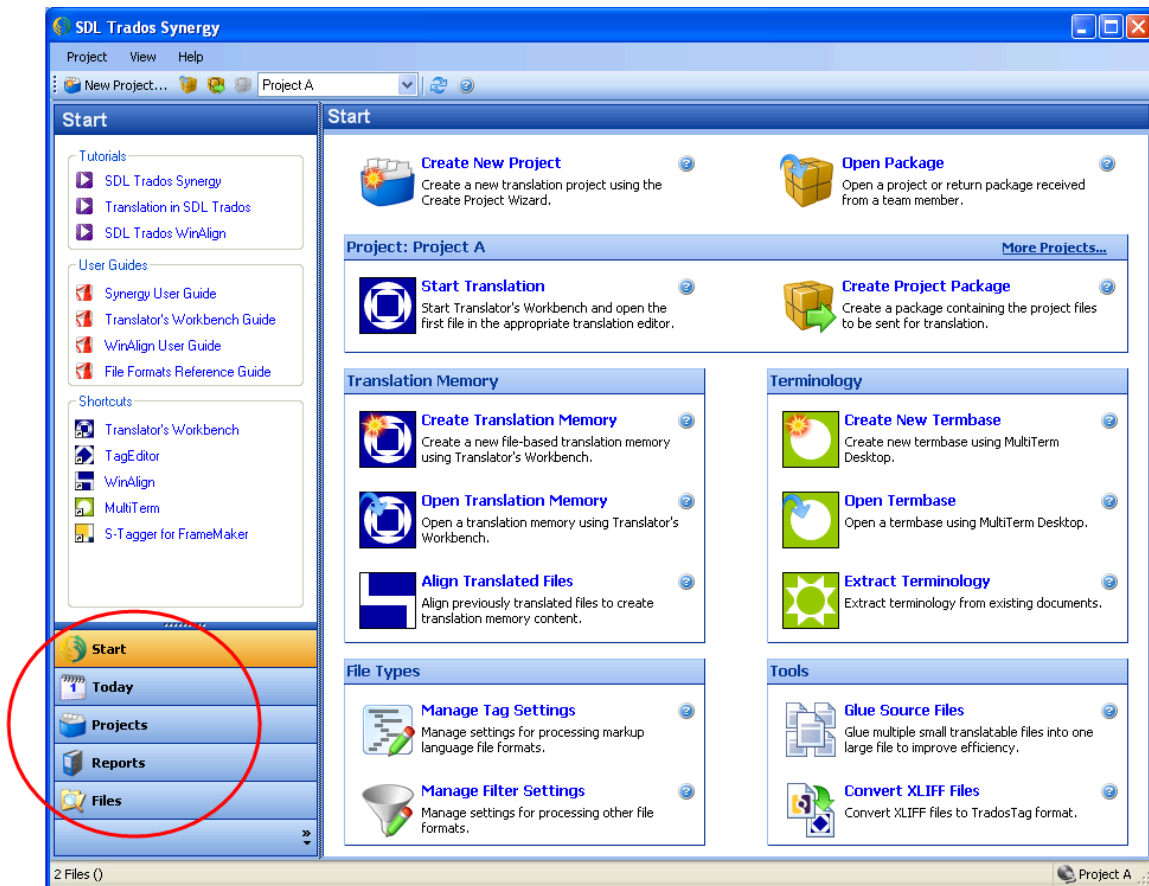 SDL Trados Synergy
Project View Help
New Project... Project A
Start
Tutorials
SDL Trados Synergy
Translation in SDL Trados
SDL Trados WinAlign
User Guides
Synergy User Guide
Translator's Workbench Guide
WinAlign User Guide
File Formats Reference Guide
Shortcuts
Translator's Workbench
TagEditor
WinAlign
MultiTerm
S-Tagger for FrameMaker
Start
1 Today
Projects
Reports
Files
»
Start
Create New Project
Create a new translation project using the
Create Project Wizard.
Open Package
Open a project or return package received
from a team member.
Project: Project A More Projects...
Start Translation
Start Translator's Workbench and open the
first file in the appropriate translation editor.
Create Project Package
Create a package containing the project files
to be sent for translation.
Translation Memory
Create Translation Memory
Create a new file-based translation memory
using Translator's Workbench.
Open Translation Memory
Open a translation memory using Translator's
Workbench.
Align Translated Files
Align previously translated files to create
translation memory content.
Terminology
Create New Termbase
Create new termbase using MultiTerm
Desktop.
Open Termbase
Open a termbase using MultiTerm Desktop.
Extract Terminology
Extract terminology from existing documents.
File Types
Manage Tag Settings
Manage settings for processing markup
language file formats.
Manage Filter Settings
Manage settings for processing other file
formats.
Tools
Glue Source Files
Glue multiple small translatable files into one
large file to improve efficiency.
Convert XLIFF Files
Convert XLIFF files to TradosTag format.
2 Files () Project A